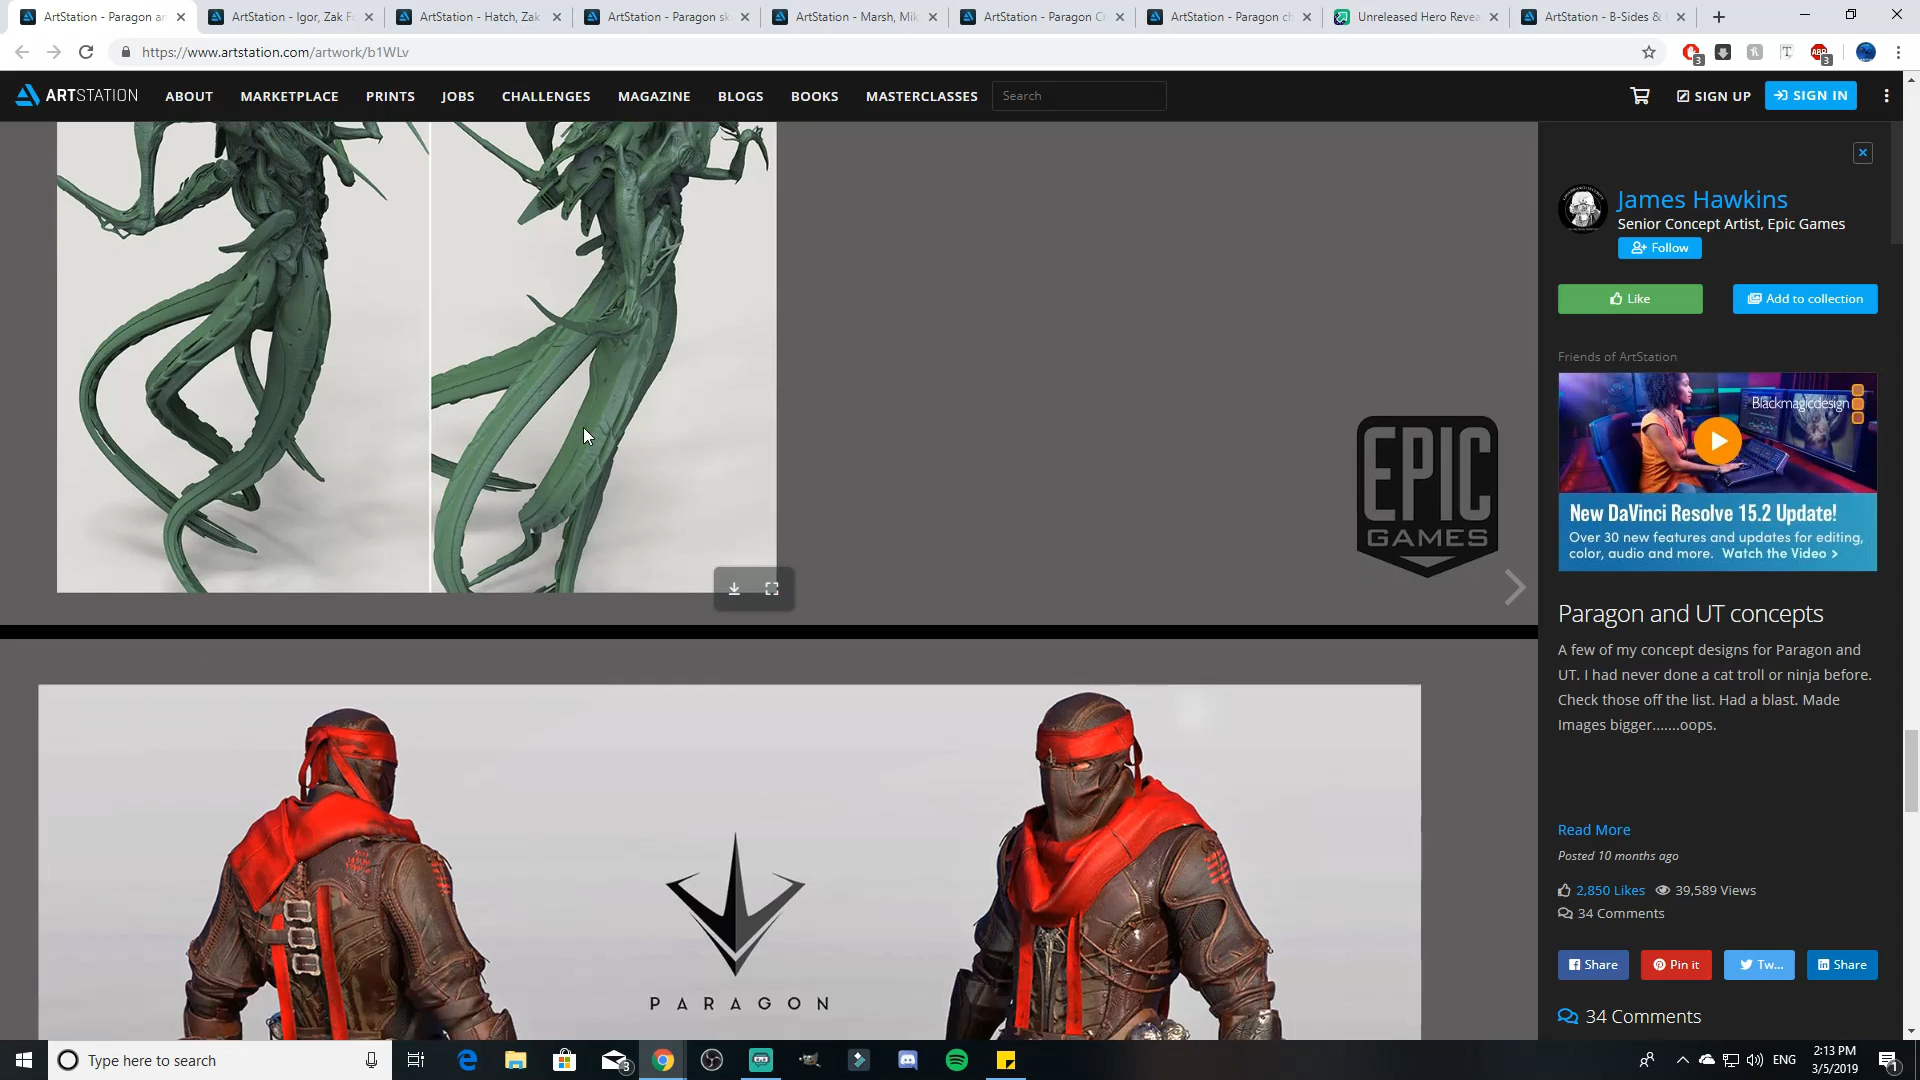 ArtStation - Paragon ar
ArtStation - Igor, Zak Fo
ArtStation - Hatch, Zak
ArtStation - Paragon sk
ArtStation - Marsh, Mik
ArtStation - Paragon C
ArtStation - Paragon ch
Unreleased Hero Revea
ArtStation - B-Sides &
https://www.artstation.com/artwork/b1WLv
3
ABP
3
ARTSTATION
ABOUT
MARKETPLACE
PRINTS
JOBS
CHALLENGES
MAGAZINE
BLOGS
BOOKS
MASTERCLASSES
Search
SIGN UP
SIGN IN
James Hawkins
Senior Concept Artist, Epic Games
Follow
Like
Add to collection
Friends of ArtStation
Blackmagicdesign
New DaVinci Resolve 15.2 Update!
Over 30 new features and updates for editing,
color, audio and more. Watch the Video >
EPIC
GAMES
Paragon and UT concepts
A few of my concept designs for Paragon and
UT. I had never done a cat troll or ninja before.
Check those off the list. Had a blast. Made
Images bigger.......oops.
Read More
Posted 10 months ago
2,850 Likes
39,589 Views
34 Comments
Share
Pin it
Tw...
Share
34 Comments
PARAGON
Type here to search
3
ENG
2:13 PM
3/5/2019
1